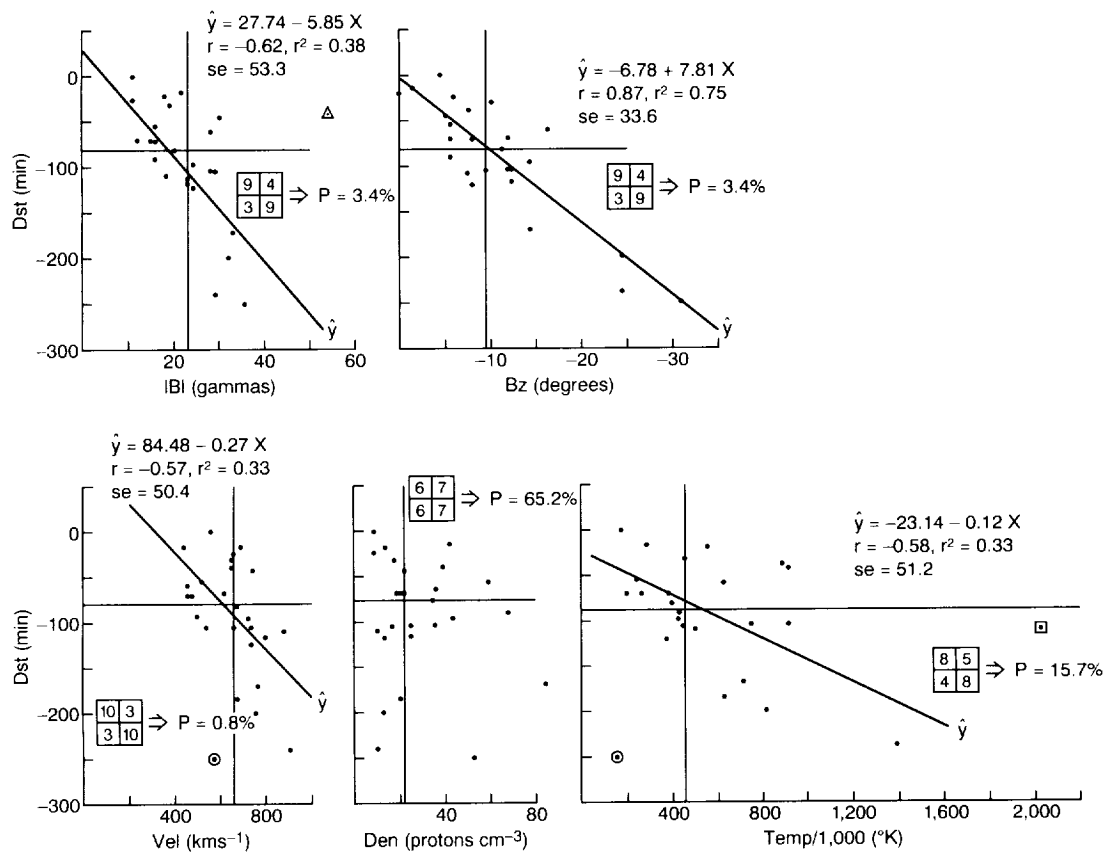 ŷ = 27.74 − 5.85 X
r = −0.62, r² = 0.38
se = 53.3
0
−100
−200
−300
Dst (min)
9 4
3 9
⇒ P = 3.4%
ŷ
20 40 60
|B| (gammas)
ŷ = −6.78 + 7.81 X
r = 0.87, r² = 0.75
se = 33.6
9 4
3 9
⇒ P = 3.4%
ŷ
−10 −20 −30
Bz (degrees)
ŷ = 84.48 − 0.27 X
r = −0.57, r² = 0.33
se = 50.4
0
−100
−200
−300
Dst (min)
10 3
3 10
⇒ P = 0.8%
ŷ
400 800
Vel (kms⁻¹)
6 7
6 7
⇒ P = 65.2%
0 40 80
Den (protons cm⁻³)
ŷ = −23.14 − 0.12 X
r = −0.58, r² = 0.33
se = 51.2
8 5
4 8
⇒ P = 15.7%
ŷ
400 800 1,200 1,600 2,000
Temp/1,000 (°K)